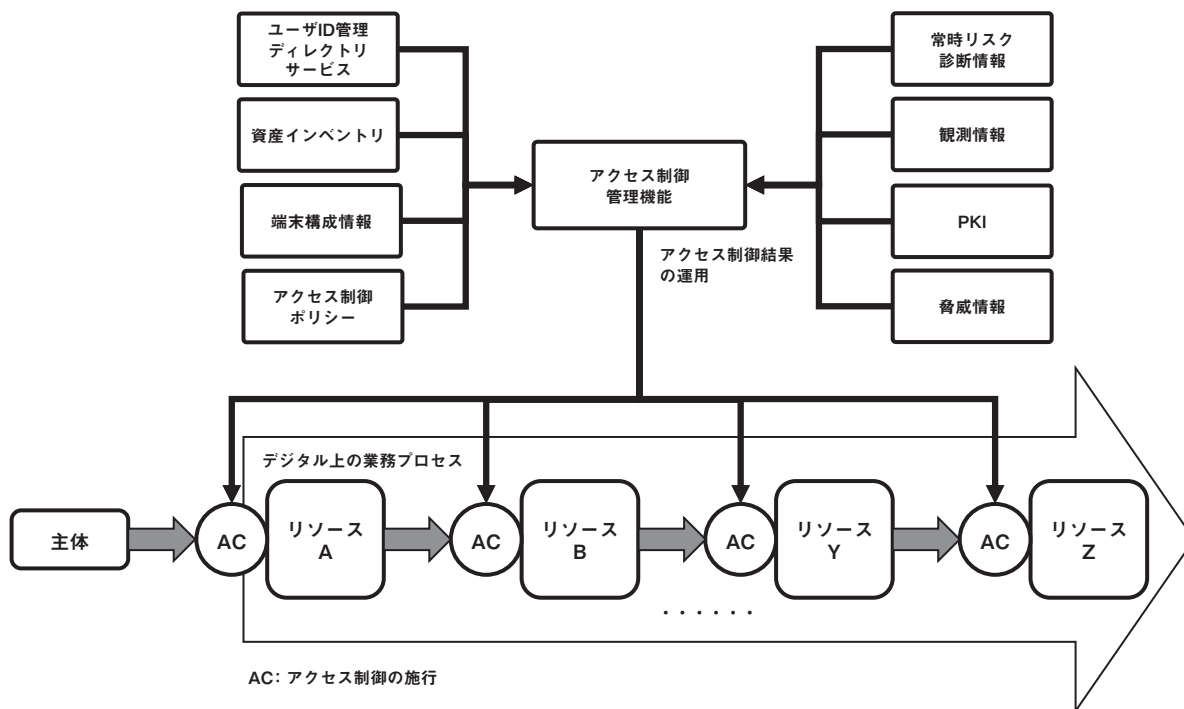 ユーザID管理
ディレクトリ
サービス
資産インベントリ
端末構成情報
アクセス制御
ポリシー
アクセス制御
管理機能
常時リスク
診断情報
観測情報
PKI
脅威情報
アクセス制御結果
の運用
デジタル上の業務プロセス
主体
AC
リソース
A
AC
リソース
B
AC
リソース
Y
AC
リソース
Z
・・・・・・
AC: アクセス制御の施行